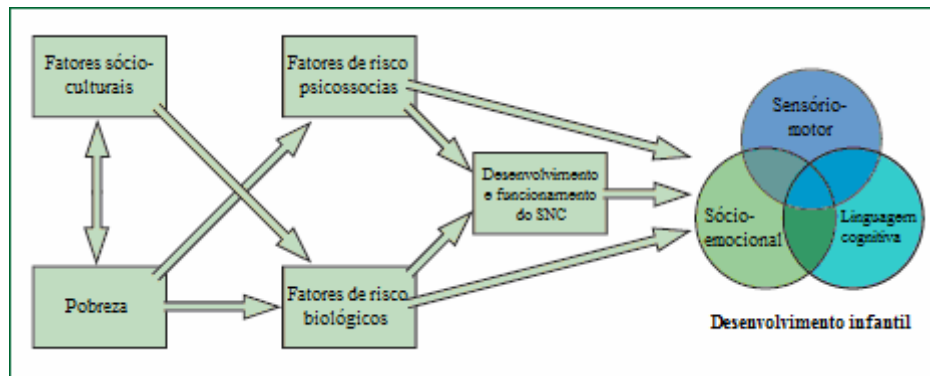 Fatores sócio-
culturais
Fatores de risco
psicossocias
Sensório-
motor
Desenvolvimento
e funcionamento
do SNC
Sócio-
emocional
Linguagem
cognitiva
Pobreza
Fatores de risco
biológicos
Desenvolvimento infantil